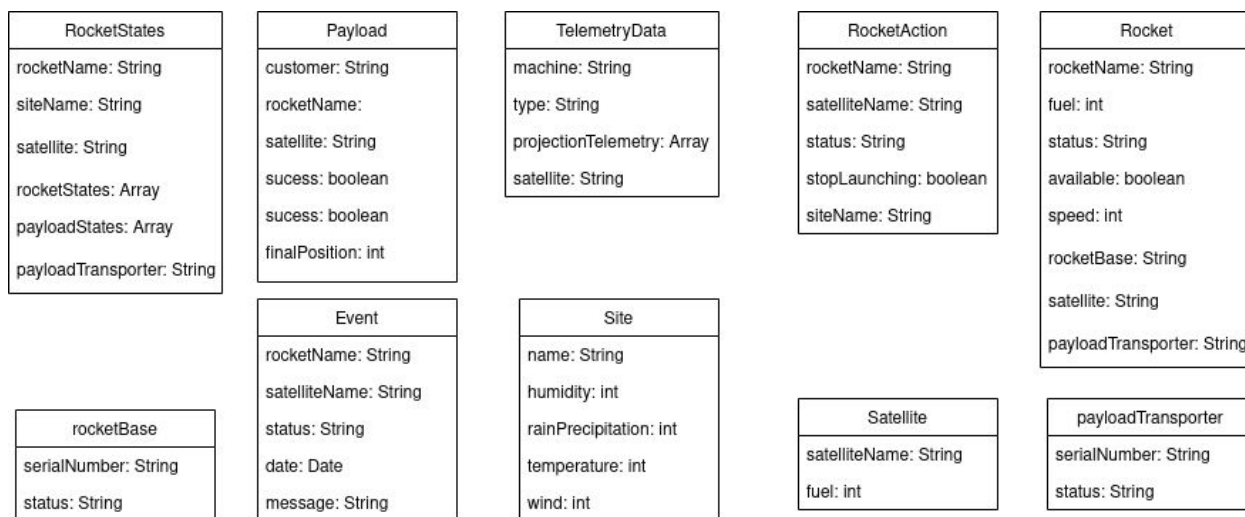 RocketStates
rocketName: String
siteName: String
satellite: String
rocketStates: Array
payloadStates: Array
payloadTransporter: String
Payload
customer: String
rocketName:
satellite: String
sucess: boolean
sucess: boolean
finalPosition: int
TelemetryData
machine: String
type: String
projectionTelemetry: Array
satellite: String
RocketAction
rocketName: String
satelliteName: String
status: String
stopLaunching: boolean
siteName: String
Rocket
rocketName: String
fuel: int
status: String
available: boolean
speed: int
rocketBase: String
satellite: String
payloadTransporter: String
rocketBase
serialNumber: String
status: String
Event
rocketName: String
satelliteName: String
status: String
date: Date
message: String
Site
name: String
humidity: int
rainPrecipitation: int
temperature: int
wind: int
Satellite
satelliteName: String
fuel: int
payloadTransporter
serialNumber: String
status: String